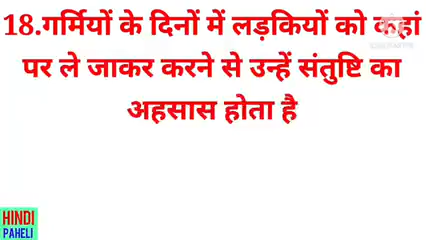 18.गर्मियों के दिनों में लड़कियों को कहां
पर ले जाकर करने से उन्हें संतुष्टि का
अहसास होता है
HINDI
PAHELI